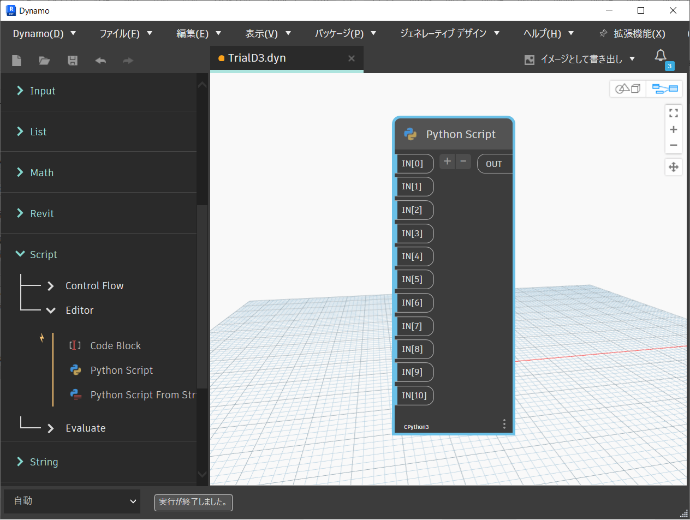 Dynamo
Dynamo(D) ファイル(F) 編集(E) 表示(V) パッケージ(P) ジェネレーティブ デザイン ヘルプ(H) 拡張機能(X)
TrialD3.dyn
イメージとして書き出し
3
Input
List
Math
Revit
Script
Control Flow
Editor
Code Block
Python Script
Python Script From Str
Evaluate
String
Python Script
IN[0] + − OUT
IN[1]
IN[2]
IN[3]
IN[4]
IN[5]
IN[6]
IN[7]
IN[8]
IN[9]
IN[10]
CPython3
自動
実行が終了しました。